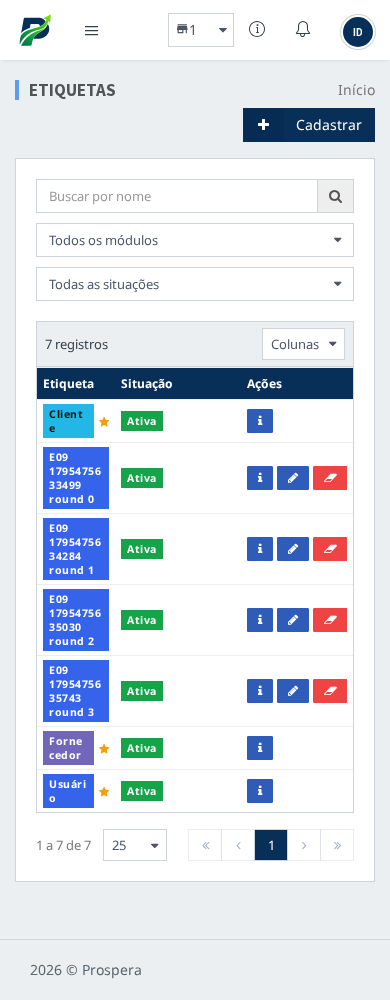 1
ID
ETIQUETAS
Início
Cadastrar
Buscar por nome
Todos os módulos
Todas as situações
7 registros
Colunas
Etiqueta Situação Ações
Client
e
Ativa
E09
17954756
33499
round 0
Ativa
E09
17954756
34284
round 1
Ativa
E09
17954756
35030
round 2
Ativa
E09
17954756
35743
round 3
Ativa
Forne
cedor
Ativa
Usuári
o
Ativa
1 a 7 de 7
25
« ‹ 1 › »
2026 © Prospera